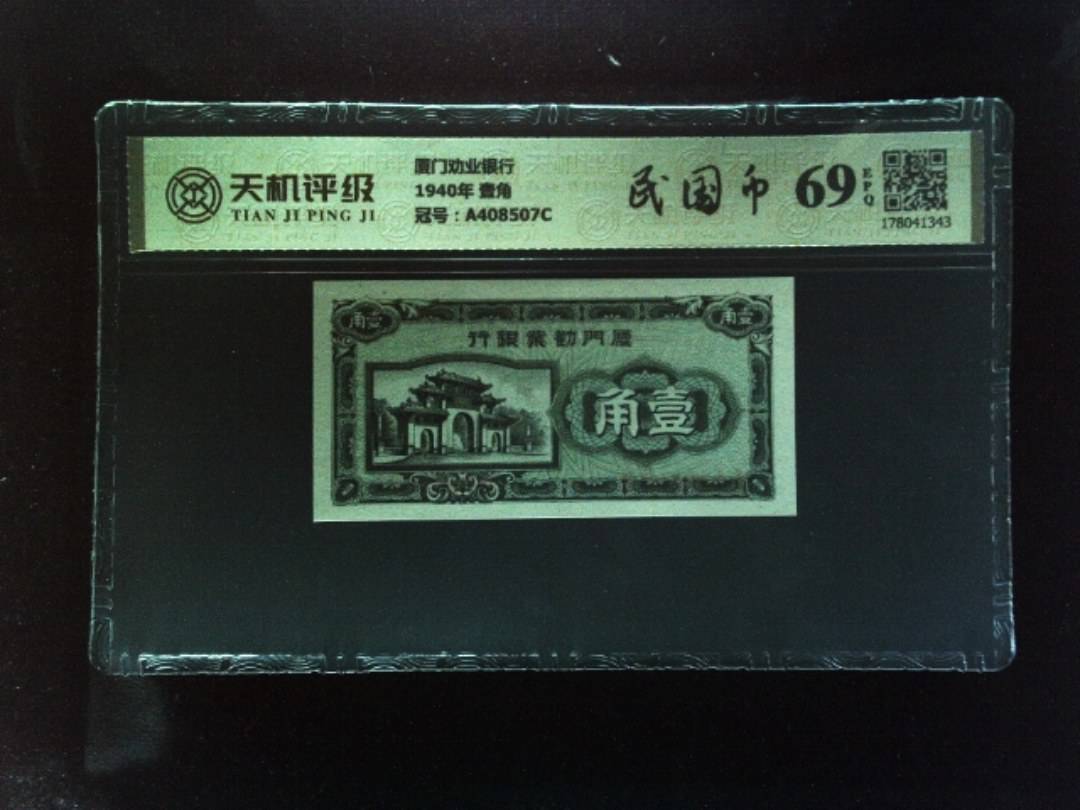 天机评级
TIAN JI PING JI
厦门劝业银行
1940年 壹角
冠号：A408507C
民国币
69
EPQ
178041343
角壹
角壹
行銀業勸門廈
角壹